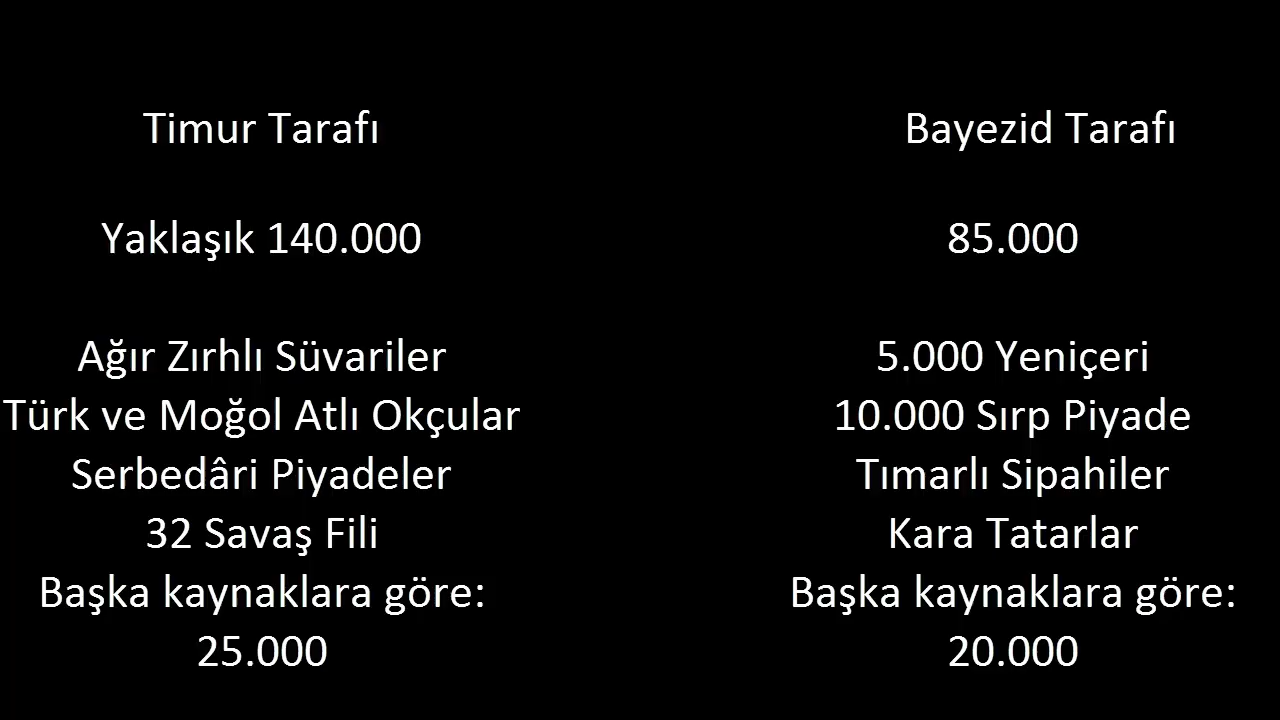 Timur Tarafı
Yaklaşık 140.000
Ağır Zırhlı Süvariler
Türk ve Moğol Atlı Okçular
Serbedâri Piyadeler
32 Savaş Fili
Başka kaynaklara göre:
25.000
Bayezid Tarafı
85.000
5.000 Yeniçeri
10.000 Sırp Piyade
Tımarlı Sipahiler
Kara Tatarlar
Başka kaynaklara göre:
20.000